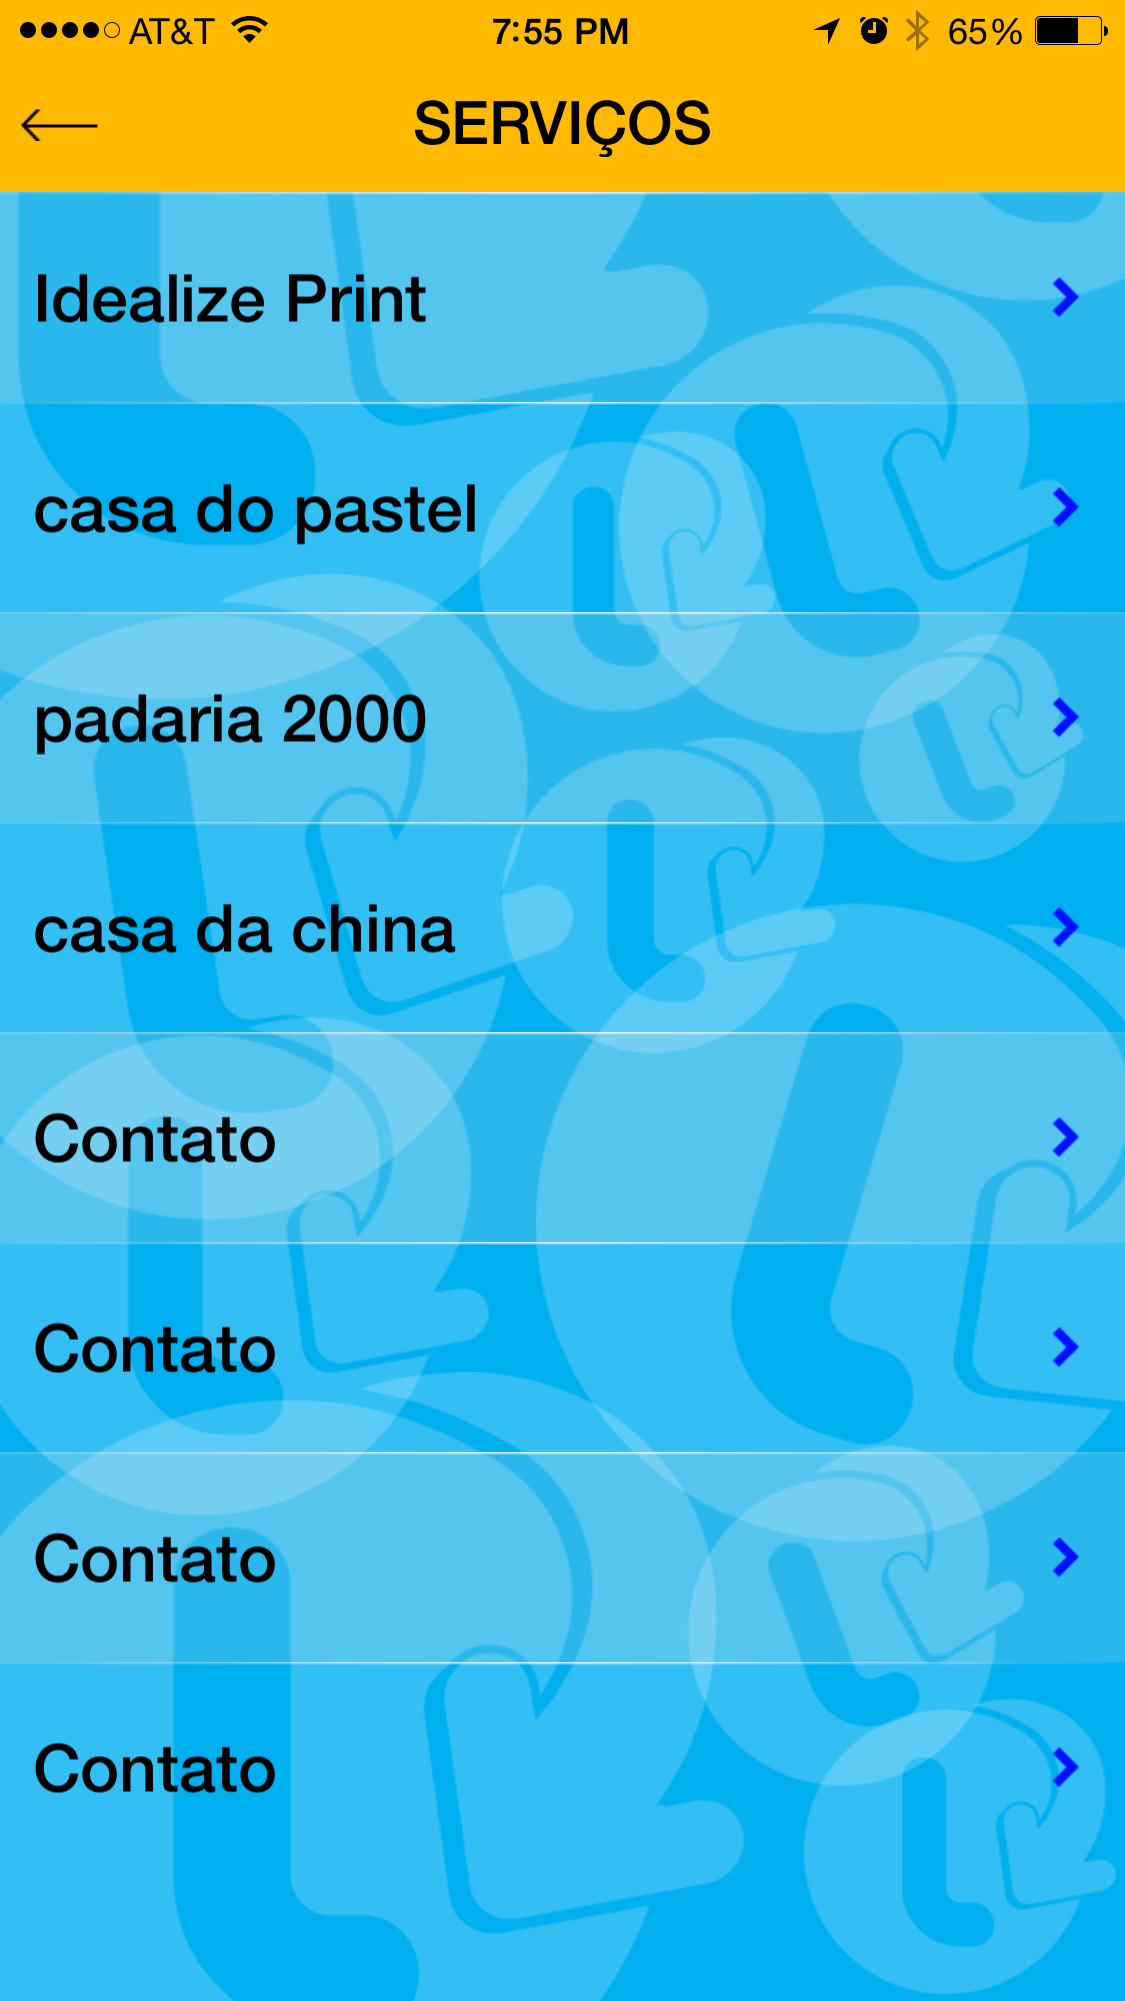 AT&T 7:55 PM 65%
SERVIÇOS
Idealize Print
casa do pastel
padaria 2000
casa da china
Contato
Contato
Contato
Contato